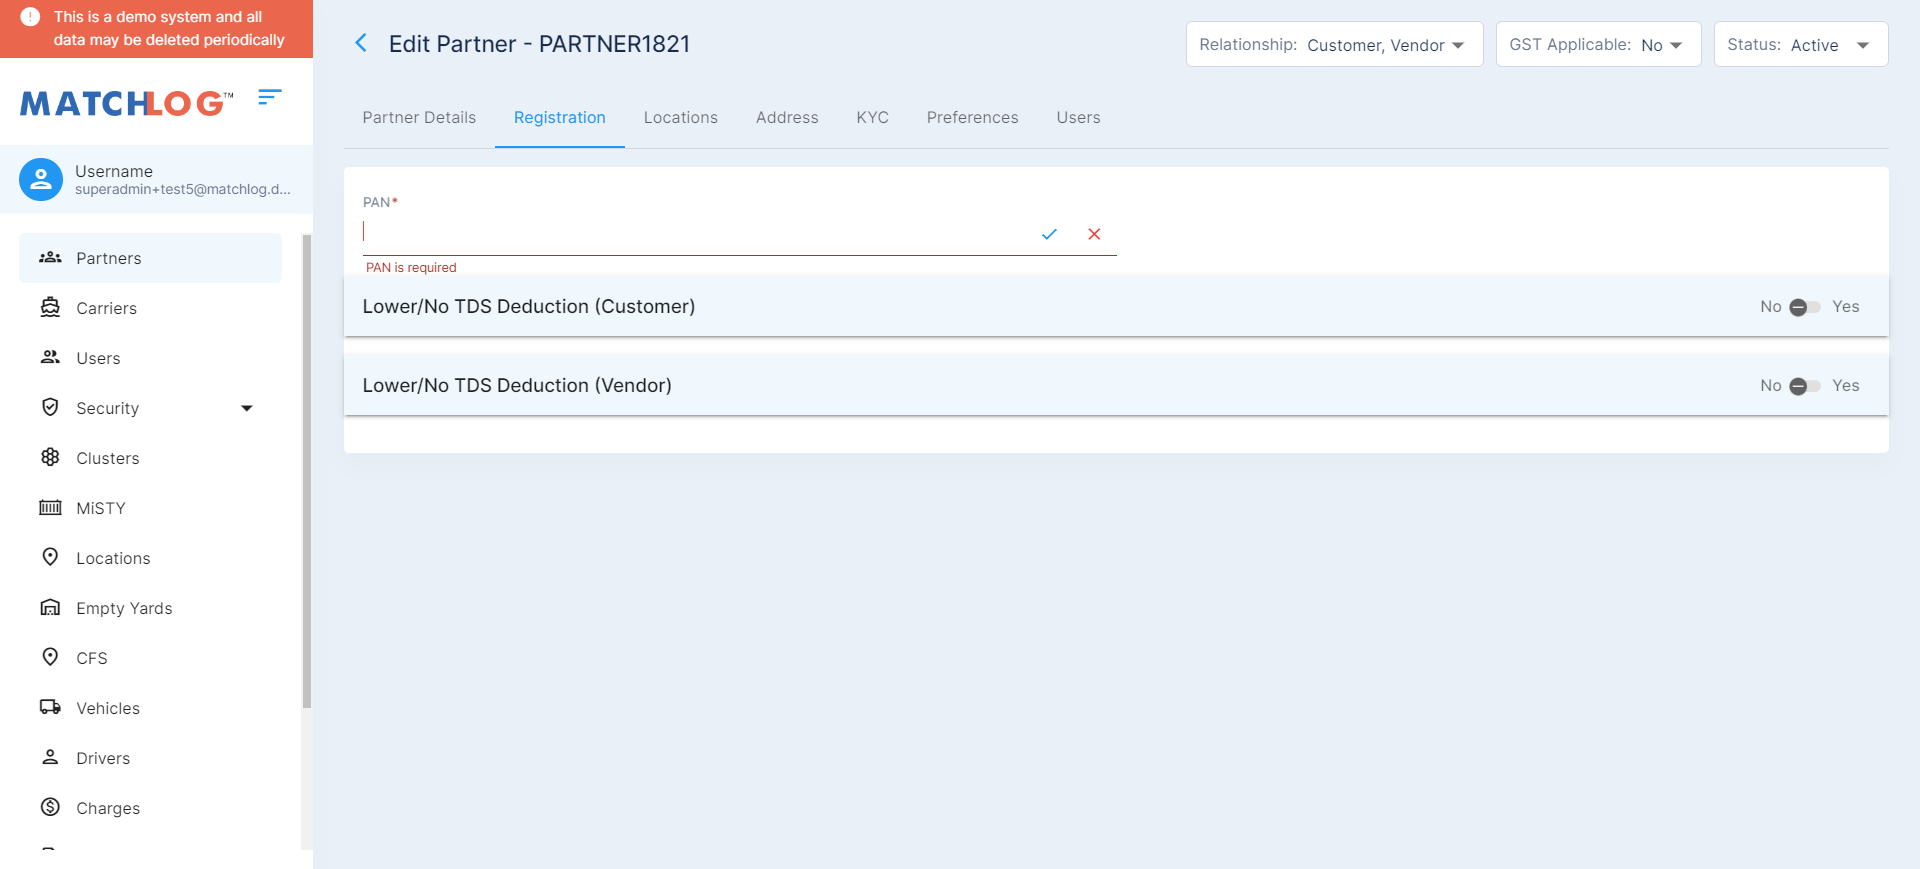 This is a demo system and all
data may be deleted periodically
MATCHLOG™
Username
superadmin+test5@matchlog.d...
Partners
Carriers
Users
Security
Clusters
MiSTY
Locations
Empty Yards
CFS
Vehicles
Drivers
Charges
Edit Partner - PARTNER1821
Relationship: Customer, Vendor
GST Applicable: No
Status: Active
Partner Details Registration Locations Address KYC Preferences Users
PAN*
PAN is required
Lower/No TDS Deduction (Customer) No Yes
Lower/No TDS Deduction (Vendor) No Yes